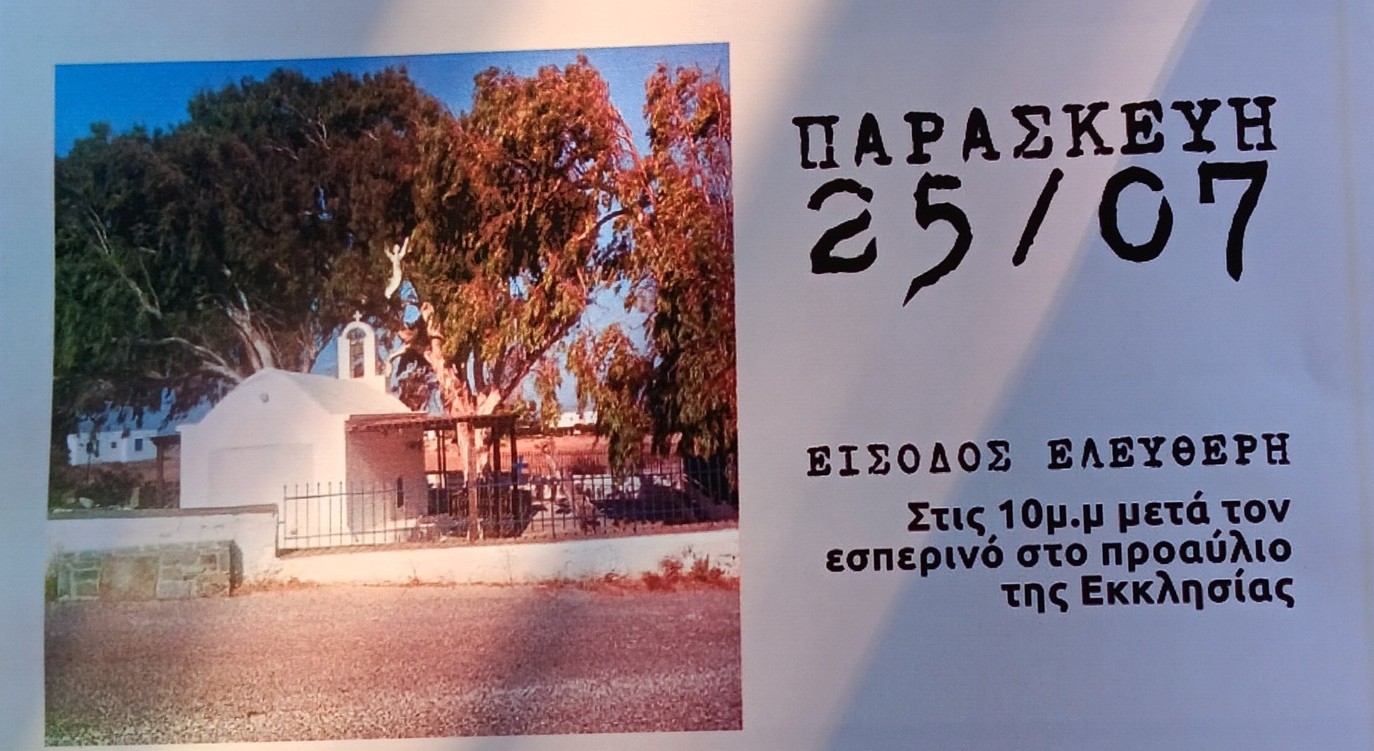 ΠΑΡΑΣΚΕΥΗ
25/07
ΕΙΣΟΔΟΣ ΕΛΕΥΘΕΡΗ
Στις 10μ.μ μετά τον
εσπερινό στο προαύλιο
της Εκκλησίας